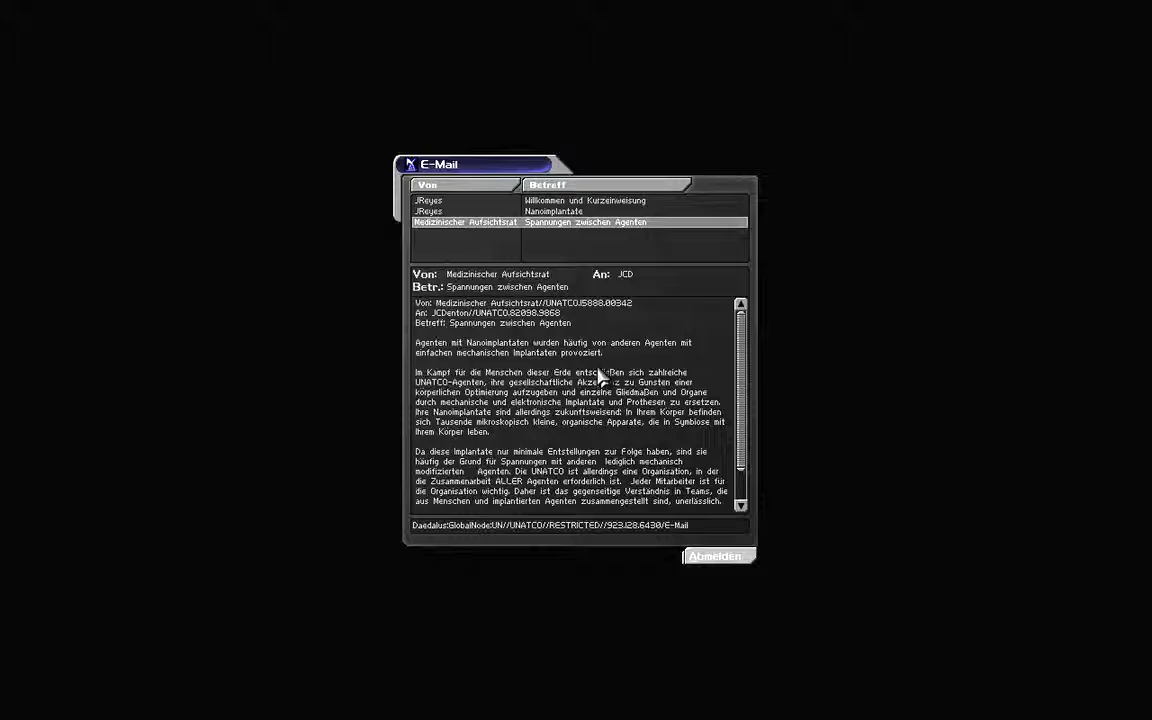 E-Mail
Von Betreff
JReyes Willkommen und Kurzeinweisung
JReyes Nanoimplantate
Medizinischer Aufsichtsrat Spannungen zwischen Agenten
Von: Medizinischer Aufsichtsrat An: JCD
Betr.: Spannungen zwischen Agenten
Von: Medizinischer Aufsichtsrat//UNATCO.15888.00342
An: JCDenton//UNATCO.82098.9868
Betreff: Spannungen zwischen Agenten
Agenten mit Nanoimplantaten wurden häufig von anderen Agenten mit
einfachen mechanischen Implantaten provoziert.
Im Kampf für die Menschen dieser Erde sich zahlreiche
UNATCO-Agenten, ihre gesellschaftliche zu Gunsten einer
körperlichen Optimierung aufzugeben und einzelne Gliedmaßen und Organe
durch mechanische und elektronische Implantate und Prothesen zu ersetzen.
Ihre Nanoimplantate sind allerdings zukunftsweisend: In Ihrem Körper befinden
sich Tausende mikroskopisch kleine, organische Apparate, die in Symbiose mit
Ihrem Körper leben.
Da diese Implantate nur minimale Entstellungen zur Folge haben, sind sie
häufig der Grund für Spannungen mit anderen lediglich mechanisch
modifizierten Agenten. Die UNATCO ist allerdings eine Organisation, in der
die Zusammenarbeit ALLER Agenten erforderlich ist. Jeder Mitarbeiter ist für
die Organisation wichtig. Daher ist das gegenseitige Verständnis in Teams, die
aus Menschen und implantierten Agenten zusammengestellt sind, unerlässlich.
Daedalus:GlobalNode:UN//UNATCO//RESTRICTED//923.128.6430/E-Mail
Abmelden